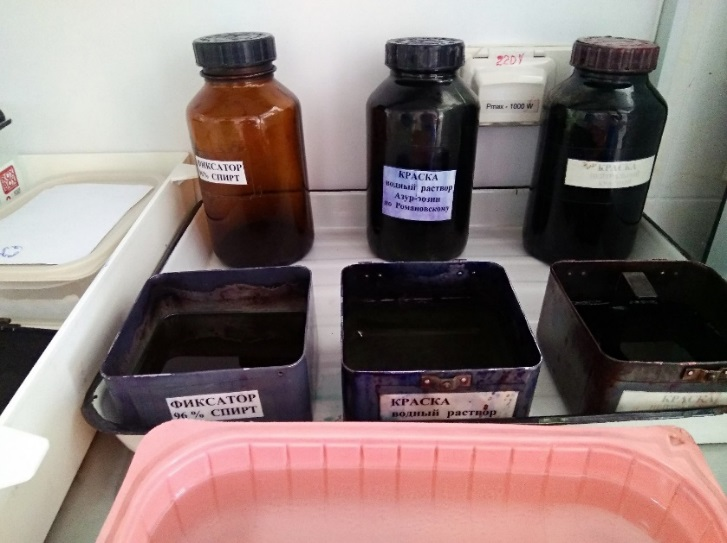 220V
Pmax - 1000 W
ФИКСАТОР
96% СПИРТ
КРАСКА
водный раствор
Азур-эозин
по Романовскому
КРАСКА
ФИКСАТОР
96 % СПИРТ
КРАСКА
водный раствор
КРАСКА